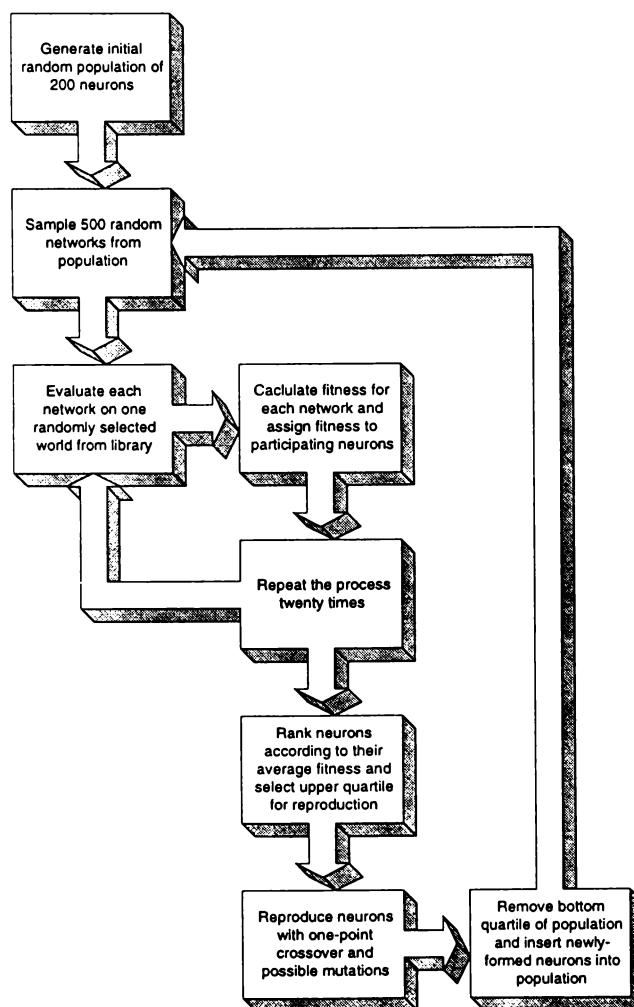 Generate initial
random population of
200 neurons
Sample 500 random
networks from
population
Evaluate each
network on one
randomly selected
world from library
Caclulate fitness for
each network and
assign fitness to
participating neurons
Repeat the process
twenty times
Rank neurons
according to their
average fitness and
select upper quartile
for reproduction
Reproduce neurons
with one-point
crossover and
possible mutations
Remove bottom
quartile of population
and insert newly-
formed neurons into
population